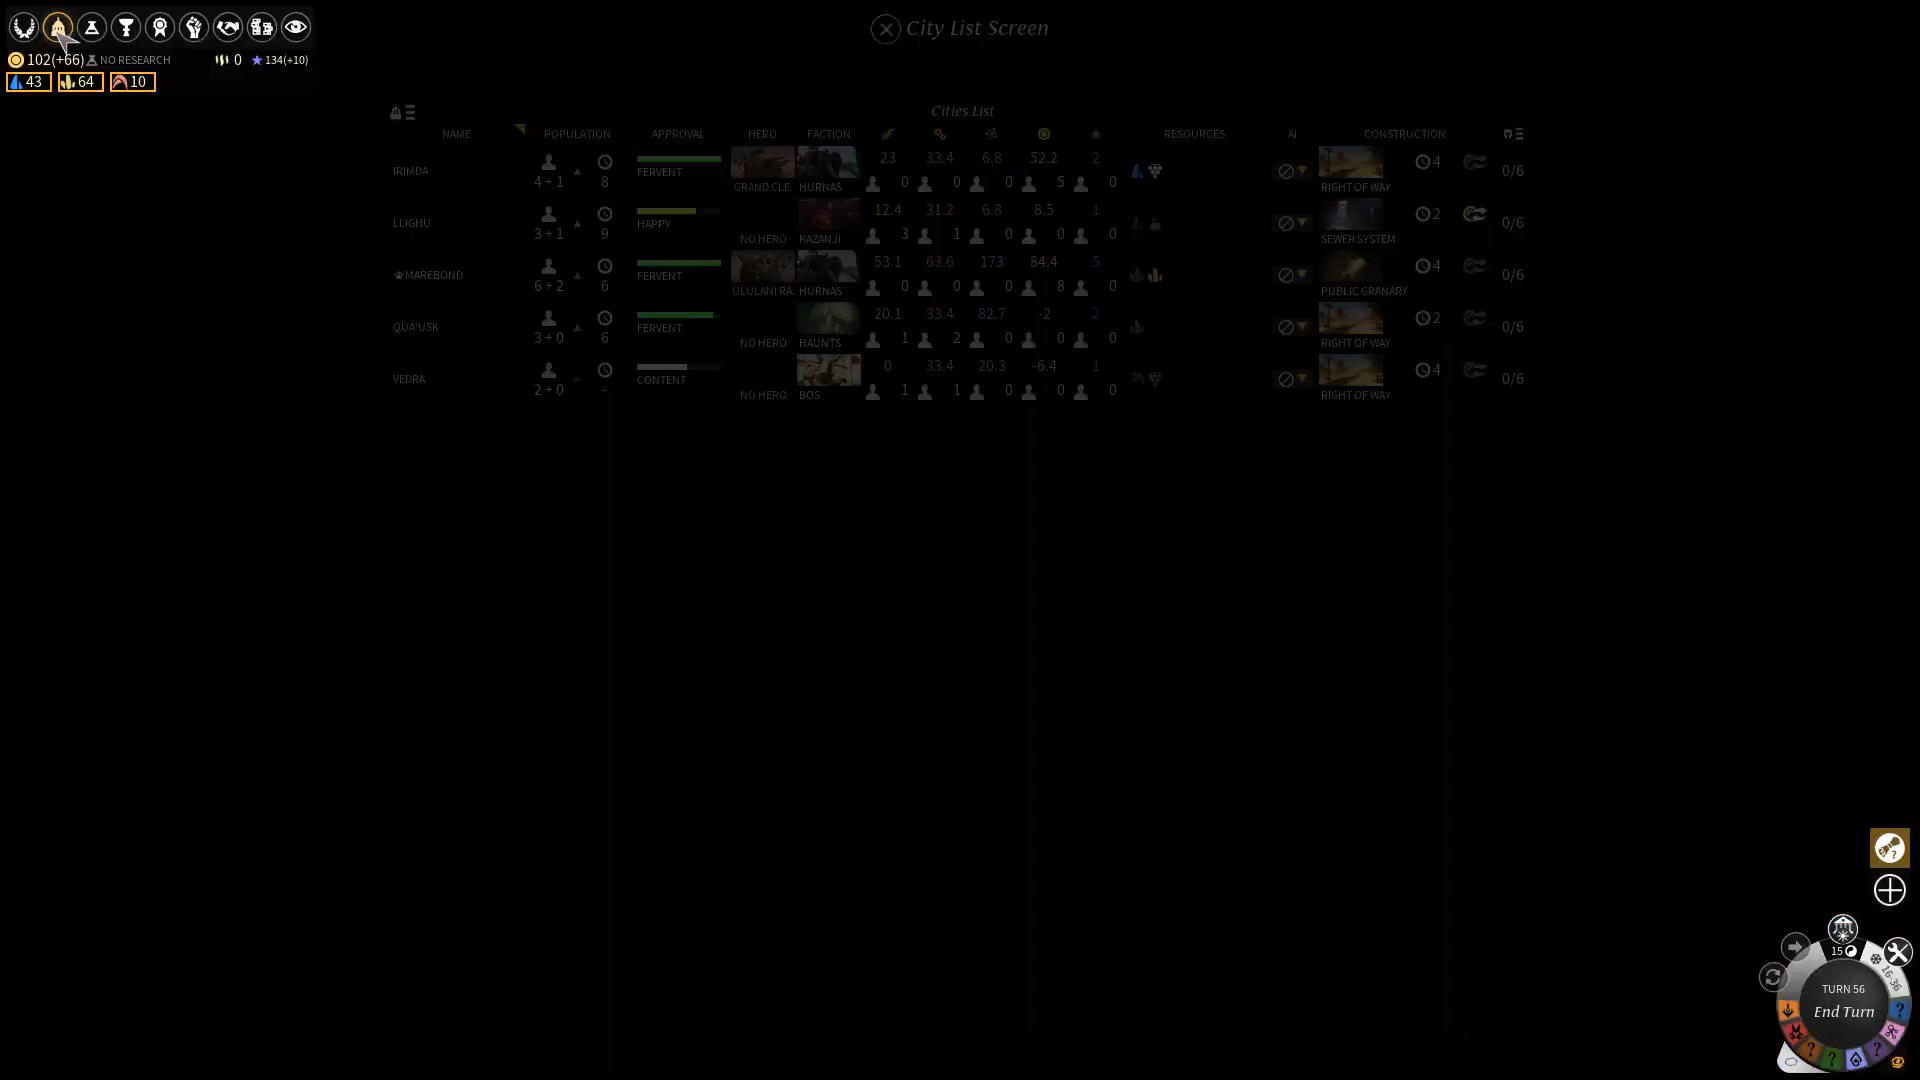 City List Screen
102(+66) NO RESEARCH 0 134(+10)
43 64 10
Cities List
NAME POPULATION APPROVAL HERO FACTION RESOURCES AI CONSTRUCTION
IRIMDA 4 + 1 8 FERVENT GRAND CLE. HURNAS 23 33.4 6.8 52.2 2 RIGHT OF WAY 4 0/6
0 0 0 5 0
LLIGHU 3 + 1 9 HAPPY NO HERO KAZANJI 12.4 31.2 6.8 8.5 1 SEWER SYSTEM 2 0/6
3 1 0 0 0
MAREBOND 6 + 2 6 FERVENT ULULANI RA. HURNAS 53.1 63.6 173 84.4 5 PUBLIC GRANARY 4 0/6
0 0 0 8 0
QUA'USK 3 + 0 6 FERVENT NO HERO HAUNTS 20.1 33.4 82.7 -2 2 RIGHT OF WAY 2 0/6
1 2 0 0 0
VEDRA 2 + 0 - CONTENT NO HERO BOS 0 33.4 20.3 -6.4 1 RIGHT OF WAY 4 0/6
1 1 0 0 0
?
15
16-36
TURN 56
End Turn
? ? ? ?